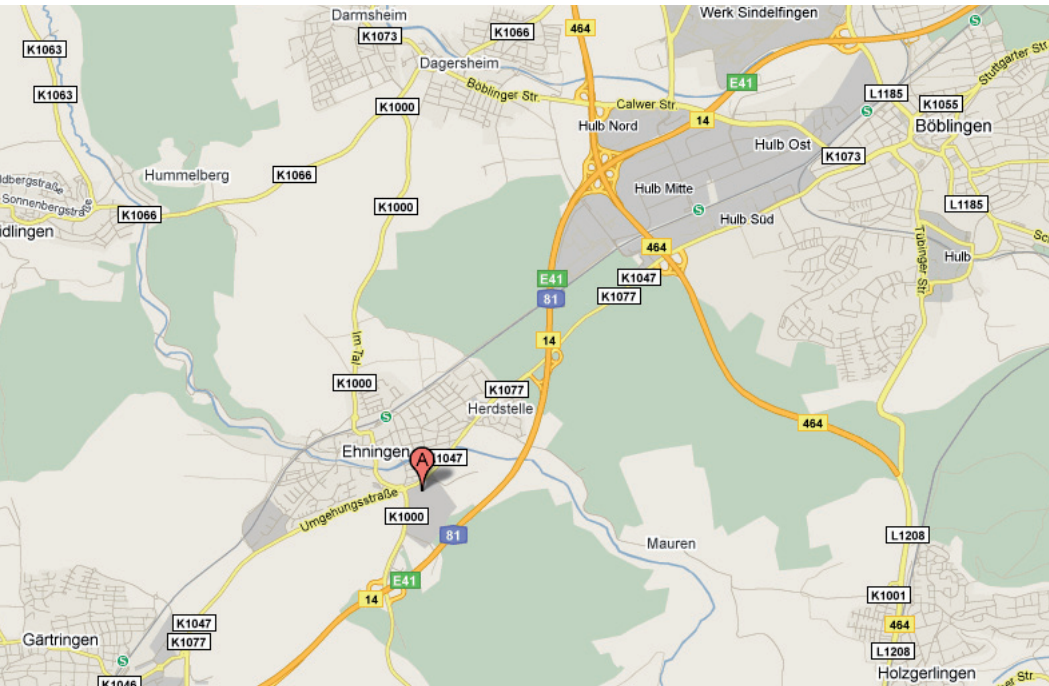 Darmsheim
Werk Sindelfingen
K1063
K1073
K1066
464
S
Stuttgarter Str.
Dagersheim
E41
K1063
Böblinger Str.
K1000
Calwer Str.
L1185
K1055
14
S
Hulb Nord
Böblingen
Hulb Ost
K1073
Hummelberg
K1066
Hulb Mitte
Sonnenbergstraße
K1066
K1000
S
Hulb Süd
L1185
464
Tübinger Str.
Hulb
E41
K1047
81
K1077
14
Im Tal
K1000
K1077
Herdstelle
S
464
Ehningen
A
1047
Umgehungsstraße
K1000
81
L1208
Mauren
E41
14
K1001
K1047
464
K1077
Gärtringen
L1208
S
Holzgerlingen
K1046